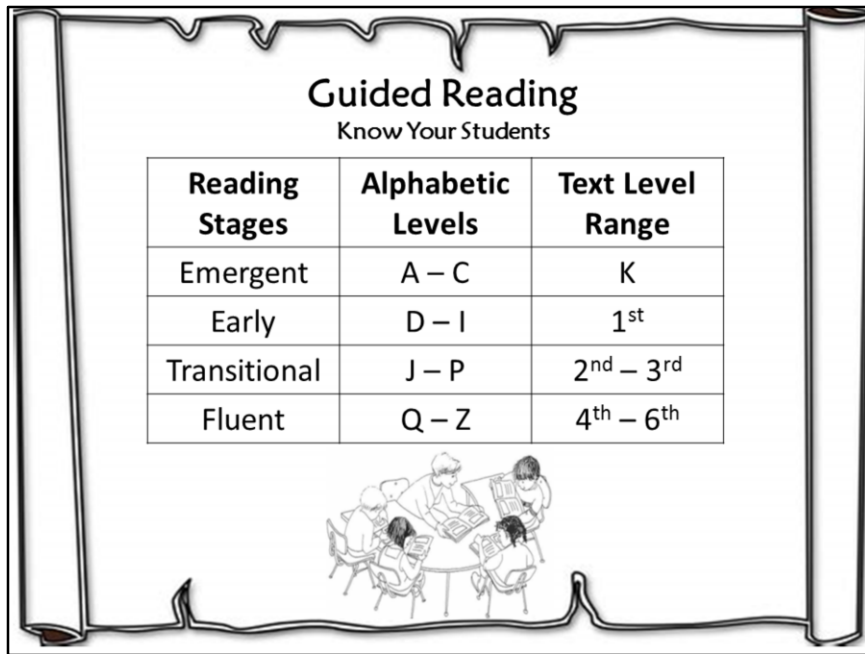 Guided Reading
Know Your Students
Reading Stages Alphabetic Levels Text Level Range
Emergent A – C K
Early D – I 1st
Transitional J – P 2nd – 3rd
Fluent Q – Z 4th – 6th